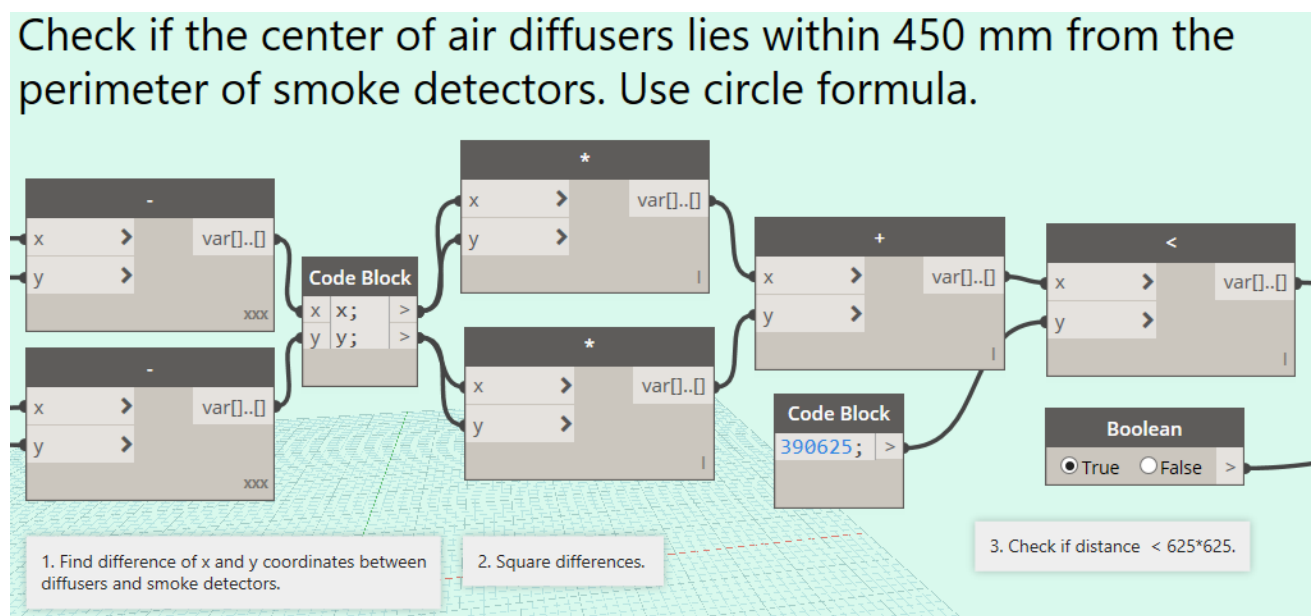 Check if the center of air diffusers lies within 450 mm from the
perimeter of smoke detectors. Use circle formula.
-
x > var[]..[]
y >
xxx
-
x > var[]..[]
y >
xxx
Code Block
x x; >
y y; >
*
x > var[]..[]
y >
l
*
x > var[]..[]
y >
l
+
x > var[]..[]
y >
l
Code Block
390625; >
<
x > var[]..[]
y >
l
Boolean
True False >
1. Find difference of x and y coordinates between
diffusers and smoke detectors.
2. Square differences.
3. Check if distance < 625*625.